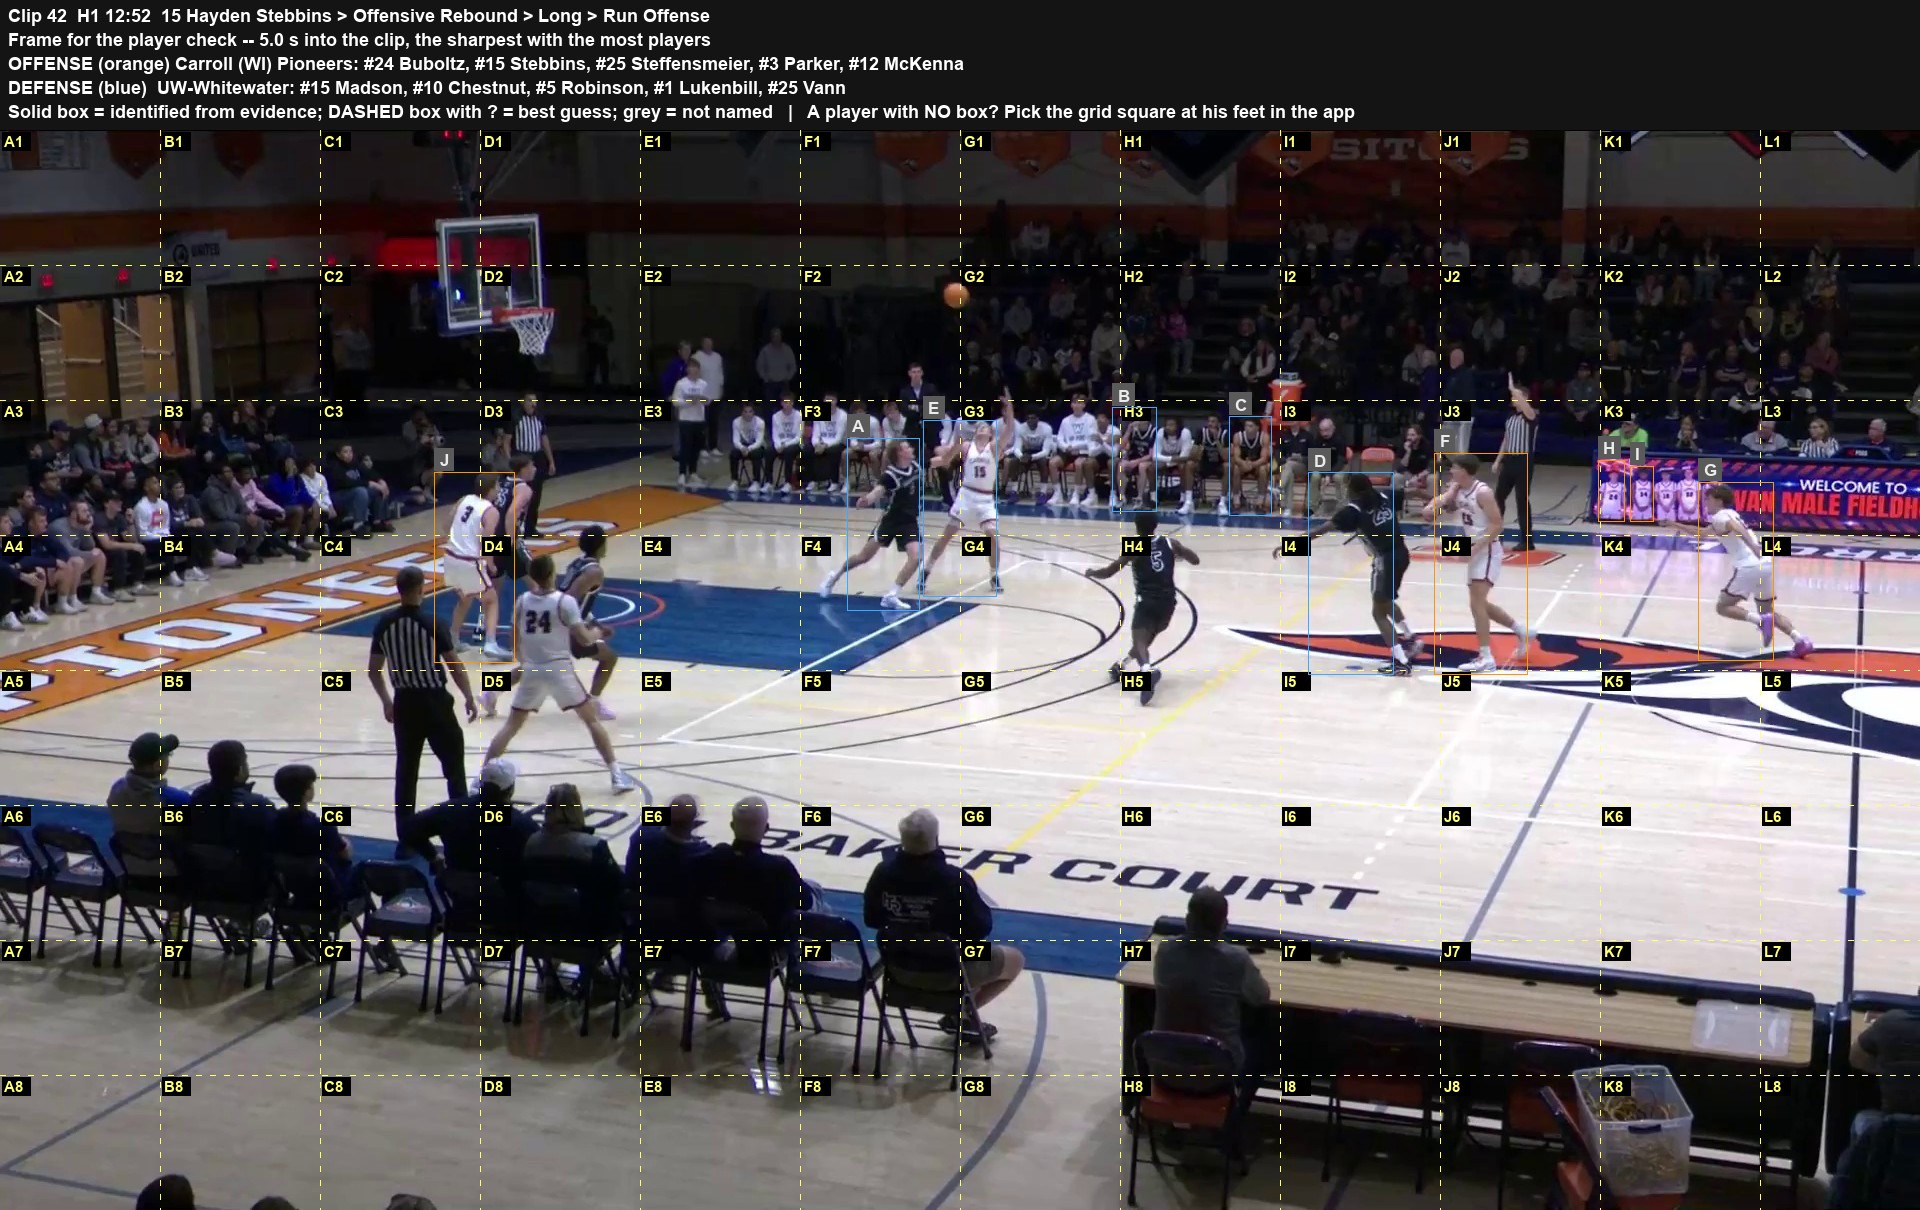 Clip 42 H1 12:52 15 Hayden Stebbins > Offensive Rebound > Long > Run Offense
Frame for the player check -- 5.0 s into the clip, the sharpest with the most players
OFFENSE (orange) Carroll (WI) Pioneers: #24 Buboltz, #15 Stebbins, #25 Steffensmeier, #3 Parker, #12 McKenna
DEFENSE (blue) UW-Whitewater: #15 Madson, #10 Chestnut, #5 Robinson, #1 Lukenbill, #25 Vann
Solid box = identified from evidence; DASHED box with ? = best guess; grey = not named | A player with NO box? Pick the grid square at his feet in the app
A1 B1 C1 D1 E1 F1 G1 H1 I1 J1 K1 L1
UNITED
A2 B2 C2 D2 E2 F2 G2 H2 I2 J2 K2 L2
A3 B3 C3 D3 E3 F3 G3 H3 I3 J3 K3 L3
A E B C D F H I G J
15
3
WELCOME TO
VAN MALE FIELDH
A4 B4 C4 D4 E4 F4 G4 H4 I4 J4 K4 L4
5
24
A5 B5 C5 D5 E5 F5 G5 H5 I5 J5 K5 L5
A6 B6 C6 D6 E6 F6 G6 H6 I6 J6 K6 L6
BAKER COURT
A7 B7 C7 D7 E7 F7 G7 H7 I7 J7 K7 L7
A8 B8 C8 D8 E8 F8 G8 H8 I8 J8 K8 L8